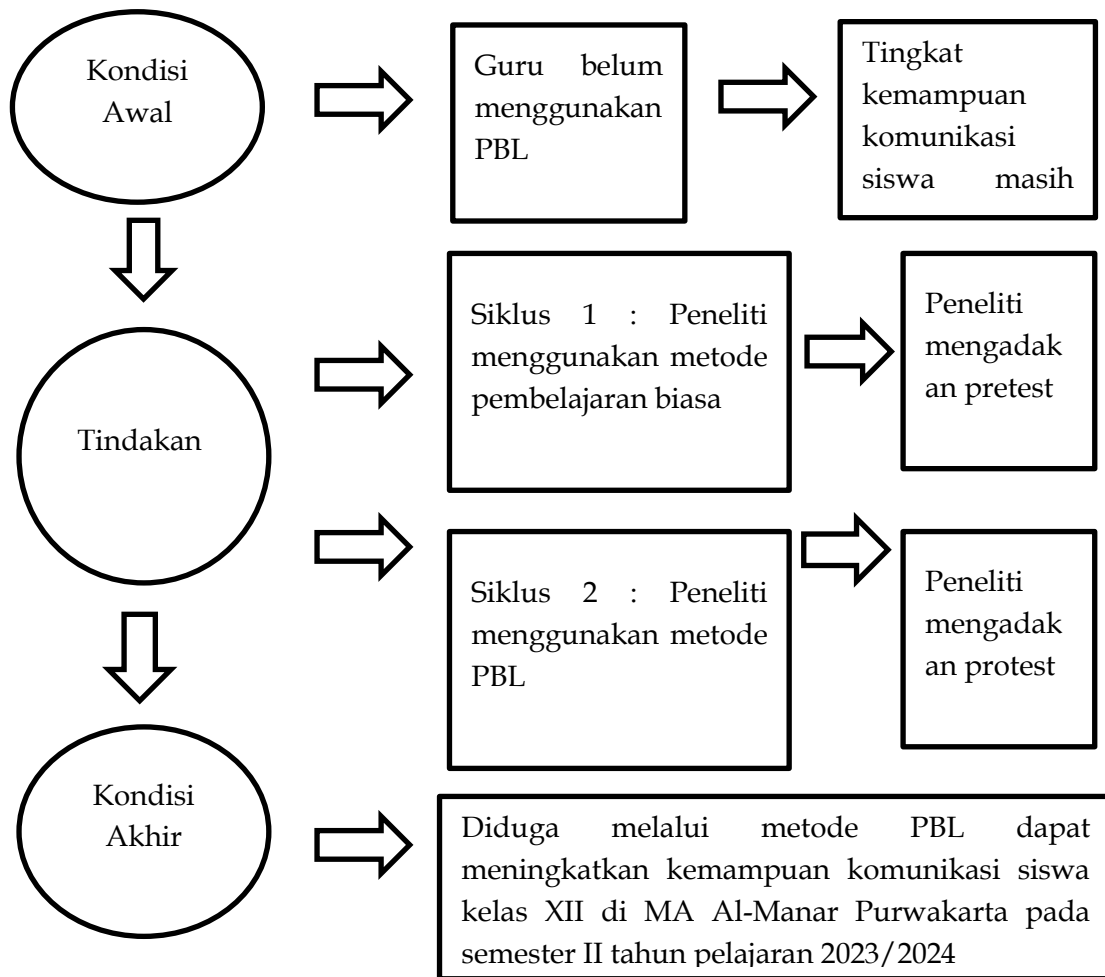 Kondisi
Awal
Guru belum
menggunakan
PBL
Tingkat
kemampuan
komunikasi
siswa masih
Tindakan
Siklus 1 : Peneliti
menggunakan metode
pembelajaran biasa
Peneliti
mengadak
an pretest
Siklus 2 : Peneliti
menggunakan metode
PBL
Peneliti
mengadak
an protest
Kondisi
Akhir
Diduga melalui metode PBL dapat
meningkatkan kemampuan komunikasi siswa
kelas XII di MA Al-Manar Purwakarta pada
semester II tahun pelajaran 2023/2024